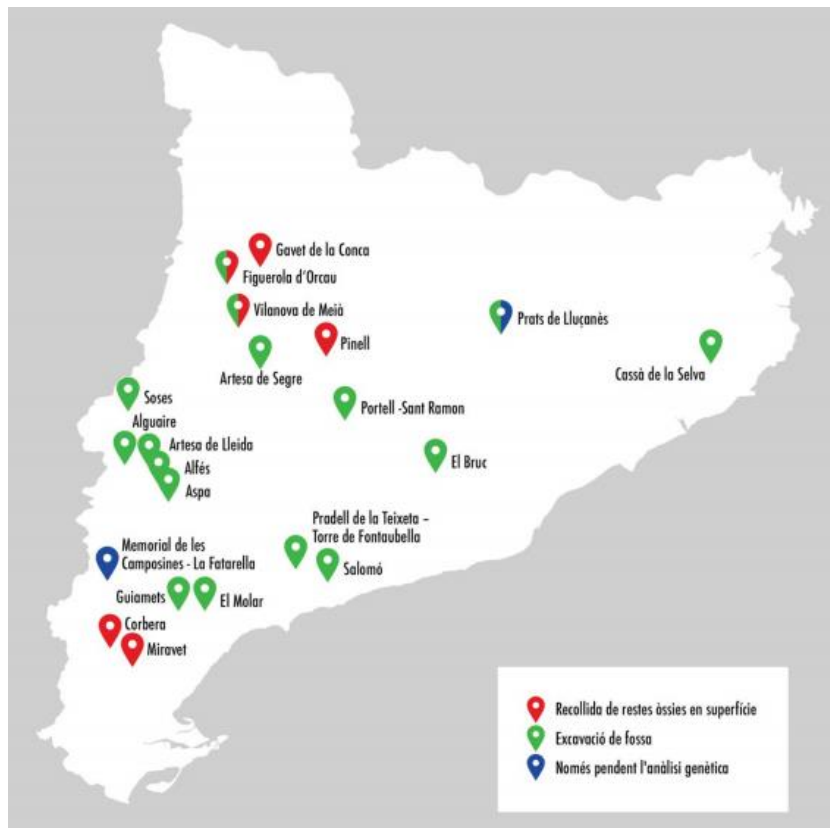 Gavet de la Conca
Figuerola d'Orcau
Vilanova de Meià
Prats de Lluçanès
Pinell
Cassà de la Selva
Artesa de Segre
Soses
Portell -Sant Ramon
Alguaire
Artesa de Lleida
El Bruc
Alfés
Aspa
Pradell de la Teixeta –
Torre de Fontaubella
Memorial de les
Camposines - La Fatarella
Salomó
Guiamets
El Molar
Corbera
Miravet
Recollida de restes òssies en superfície
Excavació de fossa
Només pendent l'anàlisi genètica